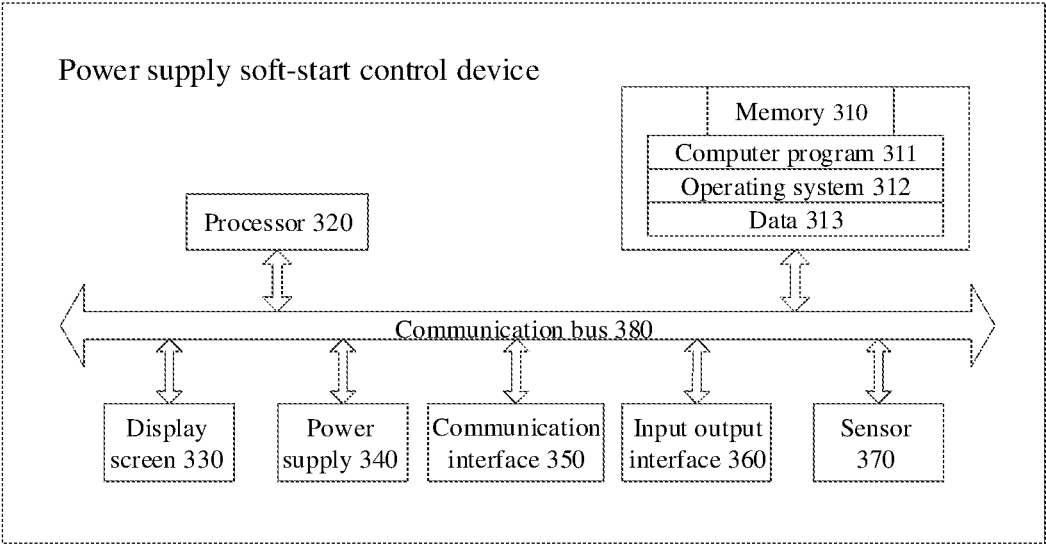 Power supply soft-start control device
Memory 310
Computer program 311
Operating system 312
Data 313
Processor 320
Communication bus 380
Display
screen 330
Power
supply 340
Communication
interface 350
Input output
interface 360
Sensor
370